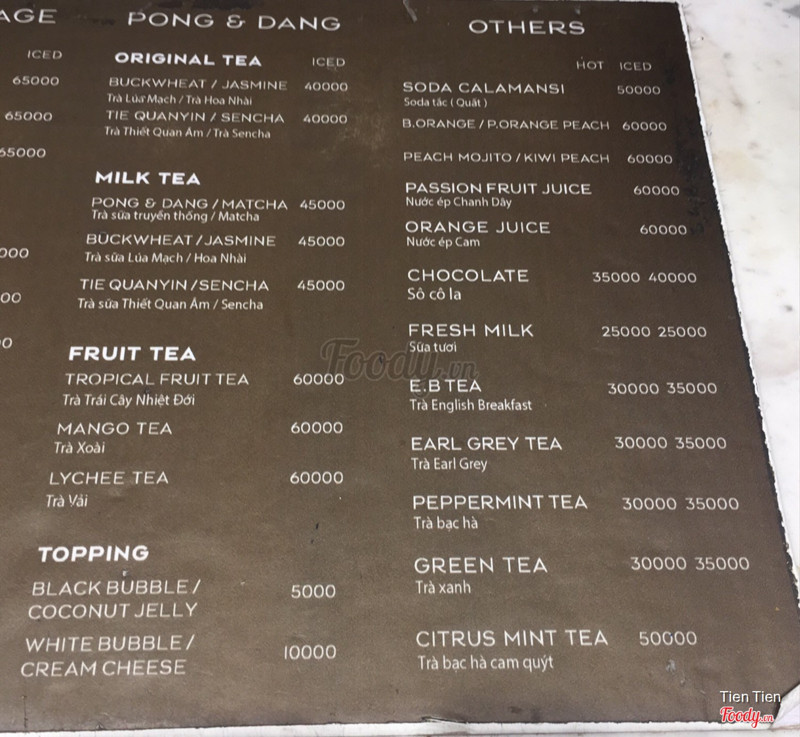 AGE
ICED
65000
65000
65000
000
00
0
PONG & DANG
ORIGINAL TEA ICED
BUCKWHEAT / JASMINE 40000
Trà Lúa Mạch / Trà Hoa Nhài
TIE QUANYIN / SENCHA 40000
Trà Thiết Quan Âm / Trà Sencha
MILK TEA
PONG & DANG / MATCHA 45000
Trà sữa truyền thống / Matcha
BUCKWHEAT / JASMINE 45000
Trà sữa Lúa Mạch / Hoa Nhài
TIE QUANYIN / SENCHA 45000
Trà sữa Thiết Quan Âm / Sencha
FRUIT TEA
TROPICAL FRUIT TEA 60000
Trà Trái Cây Nhiệt Đới
MANGO TEA 60000
Trà Xoài
LYCHEE TEA 60000
Trà Vải
TOPPING
BLACK BUBBLE / 5000
COCONUT JELLY
WHITE BUBBLE / 10000
CREAM CHEESE
OTHERS
HOT ICED
SODA CALAMANSI 50000
Soda tắc ( Quất )
B.ORANGE / P.ORANGE PEACH 60000
PEACH MOJITO / KIWI PEACH 60000
PASSION FRUIT JUICE 60000
Nước ép Chanh Dây
ORANGE JUICE 60000
Nước ép Cam
CHOCOLATE 35000 40000
Sô cô la
FRESH MILK 25000 25000
Sữa tươi
E.B TEA 30000 35000
Trà English Breakfast
EARL GREY TEA 30000 35000
Trà Earl Grey
PEPPERMINT TEA 30000 35000
Trà bạc hà
GREEN TEA 30000 35000
Trà xanh
CITRUS MINT TEA 50000
Trà bạc hà cam quýt
Foody.vn
Tien Tien
Foody.vn